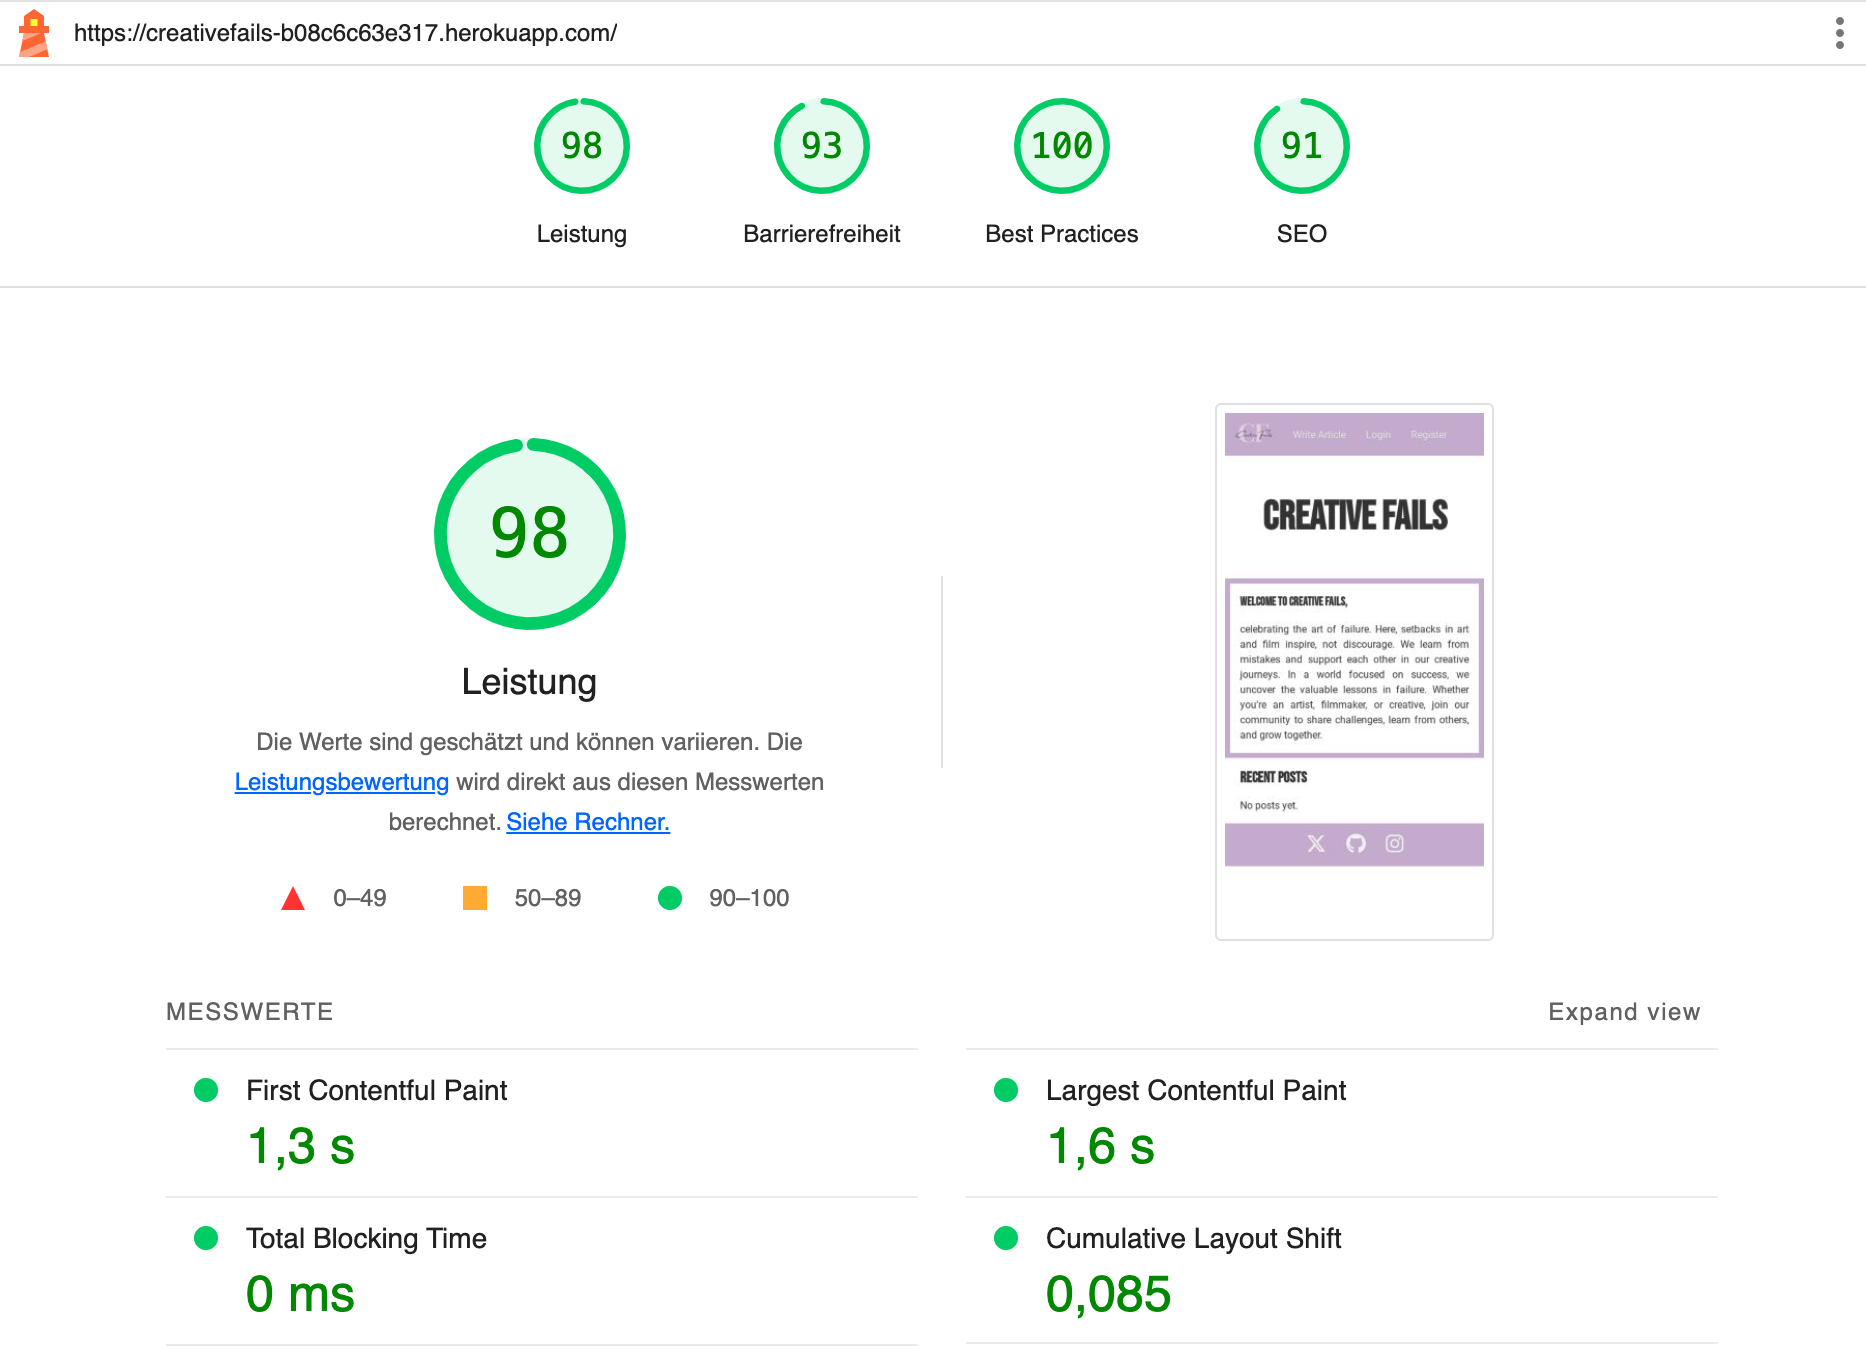 https://creativefails-b08c6c63e317.herokuapp.com/
98
93
100
91
Leistung
Barrierefreiheit
Best Practices
SEO
98
Leistung
Die Werte sind geschätzt und können variieren. Die
Leistungsbewertung wird direkt aus diesen Messwerten
berechnet. Siehe Rechner.
0–49
50–89
90–100
CF
Creative Fails
Write Article
Login
Register
CREATIVE FAILS
WELCOME TO CREATIVE FAILS,
celebrating the art of failure. Here, setbacks in art
and film inspire, not discourage. We learn from
mistakes and support each other in our creative
journeys. In a world focused on success, we
uncover the valuable lessons in failure. Whether
you're an artist, filmmaker, or creative, join our
community to share challenges, learn from others,
and grow together.
RECENT POSTS
No posts yet.
MESSWERTE
Expand view
First Contentful Paint
1,3 s
Largest Contentful Paint
1,6 s
Total Blocking Time
0 ms
Cumulative Layout Shift
0,085